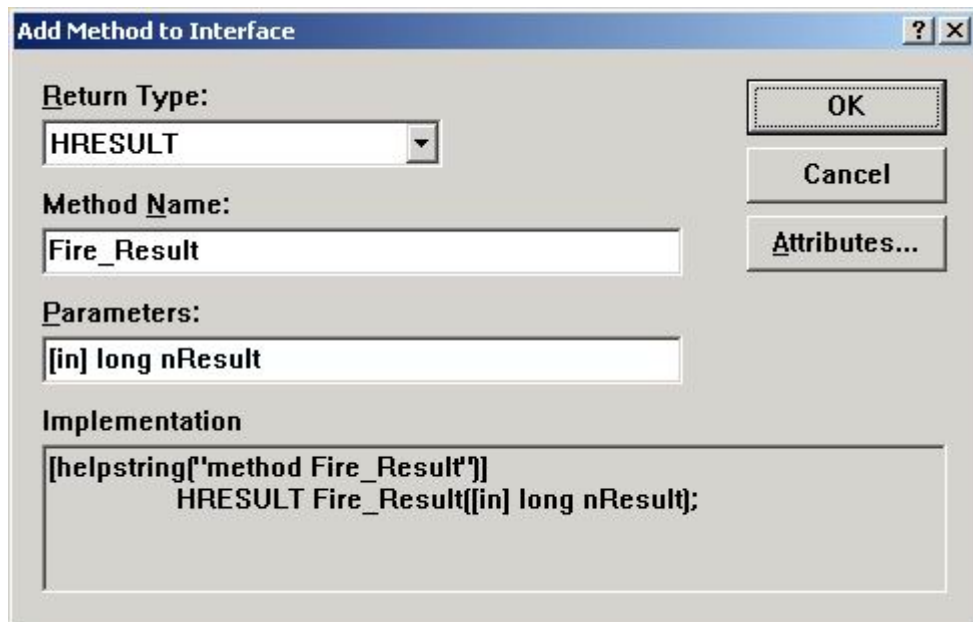 Add Method to Interface
Return Type:
HRESULT
OK
Cancel
Method Name:
Fire_Result
Attributes...
Parameters:
[in] long nResult
Implementation
[helpstring("method Fire_Result")]
HRESULT Fire_Result([in] long nResult);